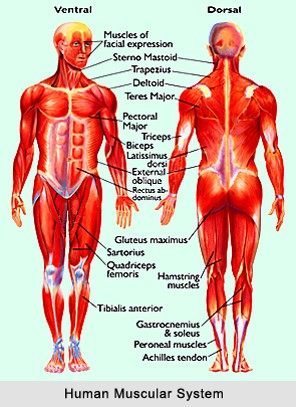 Ventral
Dorsal
Muscles of
facial expression
Sterno Mastoid
Trapezius
Deltoid
Teres Major
Pectoral
Major
Triceps
Biceps
Latissimus
dorsi
External
oblique
Rectus ab-
dominus
Gluteus maximus
Sartorius
Quadriceps
femoris
Hamstring
muscles
Tibialis anterior
Gastrocnemius
& soleus
Peroneal muscles
Achilles tendon
Human Muscular System